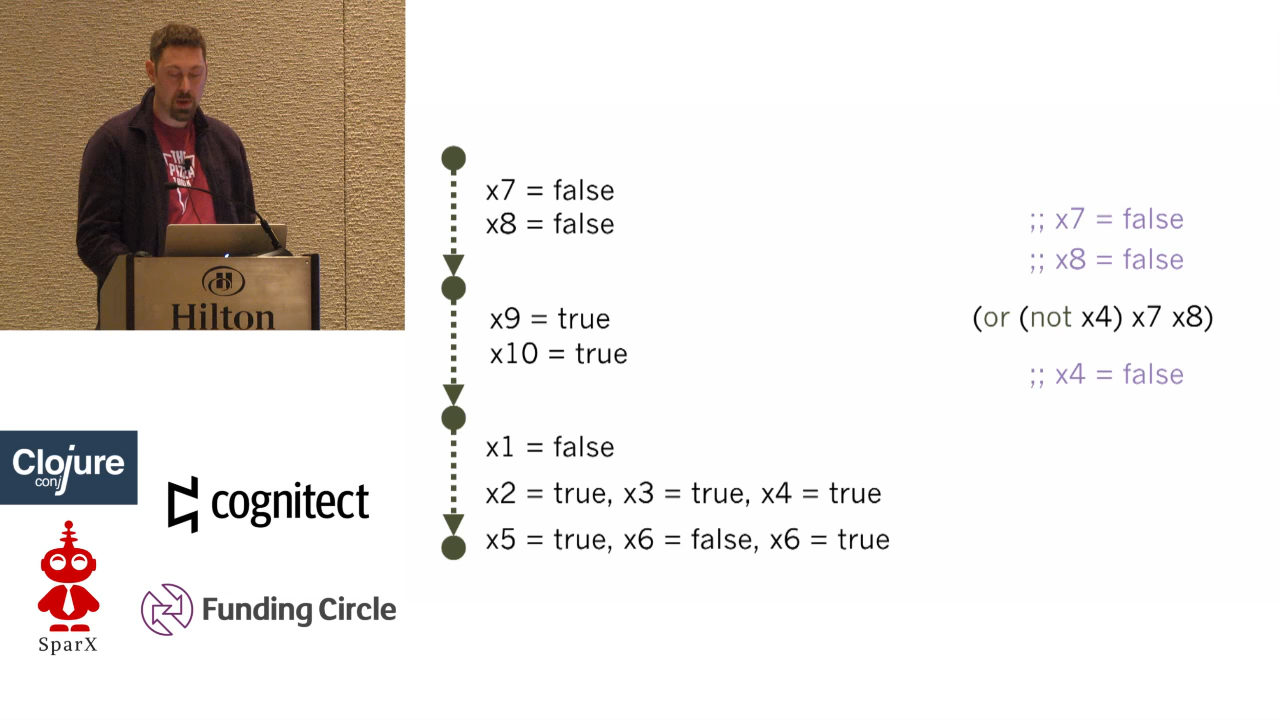 THE
PIZZA
Hilton
x7 = false
x8 = false
x9 = true
x10 = true
x1 = false
x2 = true, x3 = true, x4 = true
x5 = true, x6 = false, x6 = true
;; x7 = false
;; x8 = false
(or (not x4) x7 x8)
;; x4 = false
Clojure
conj
cognitect
SparX
Funding Circle